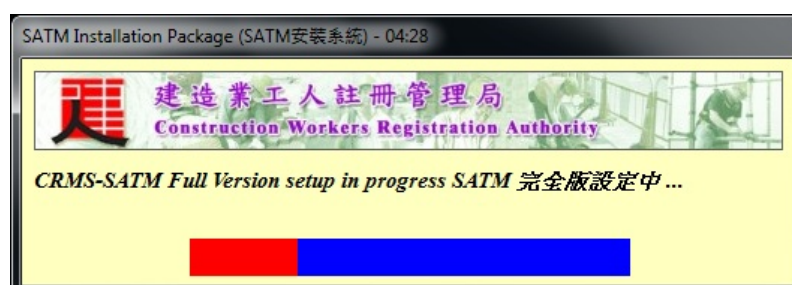 SATM Installation Package (SATM安裝系統) - 04:28
建造業工人註冊管理局
Construction Workers Registration Authority
CRMS-SATM Full Version setup in progress SATM 完全版設定中 ...